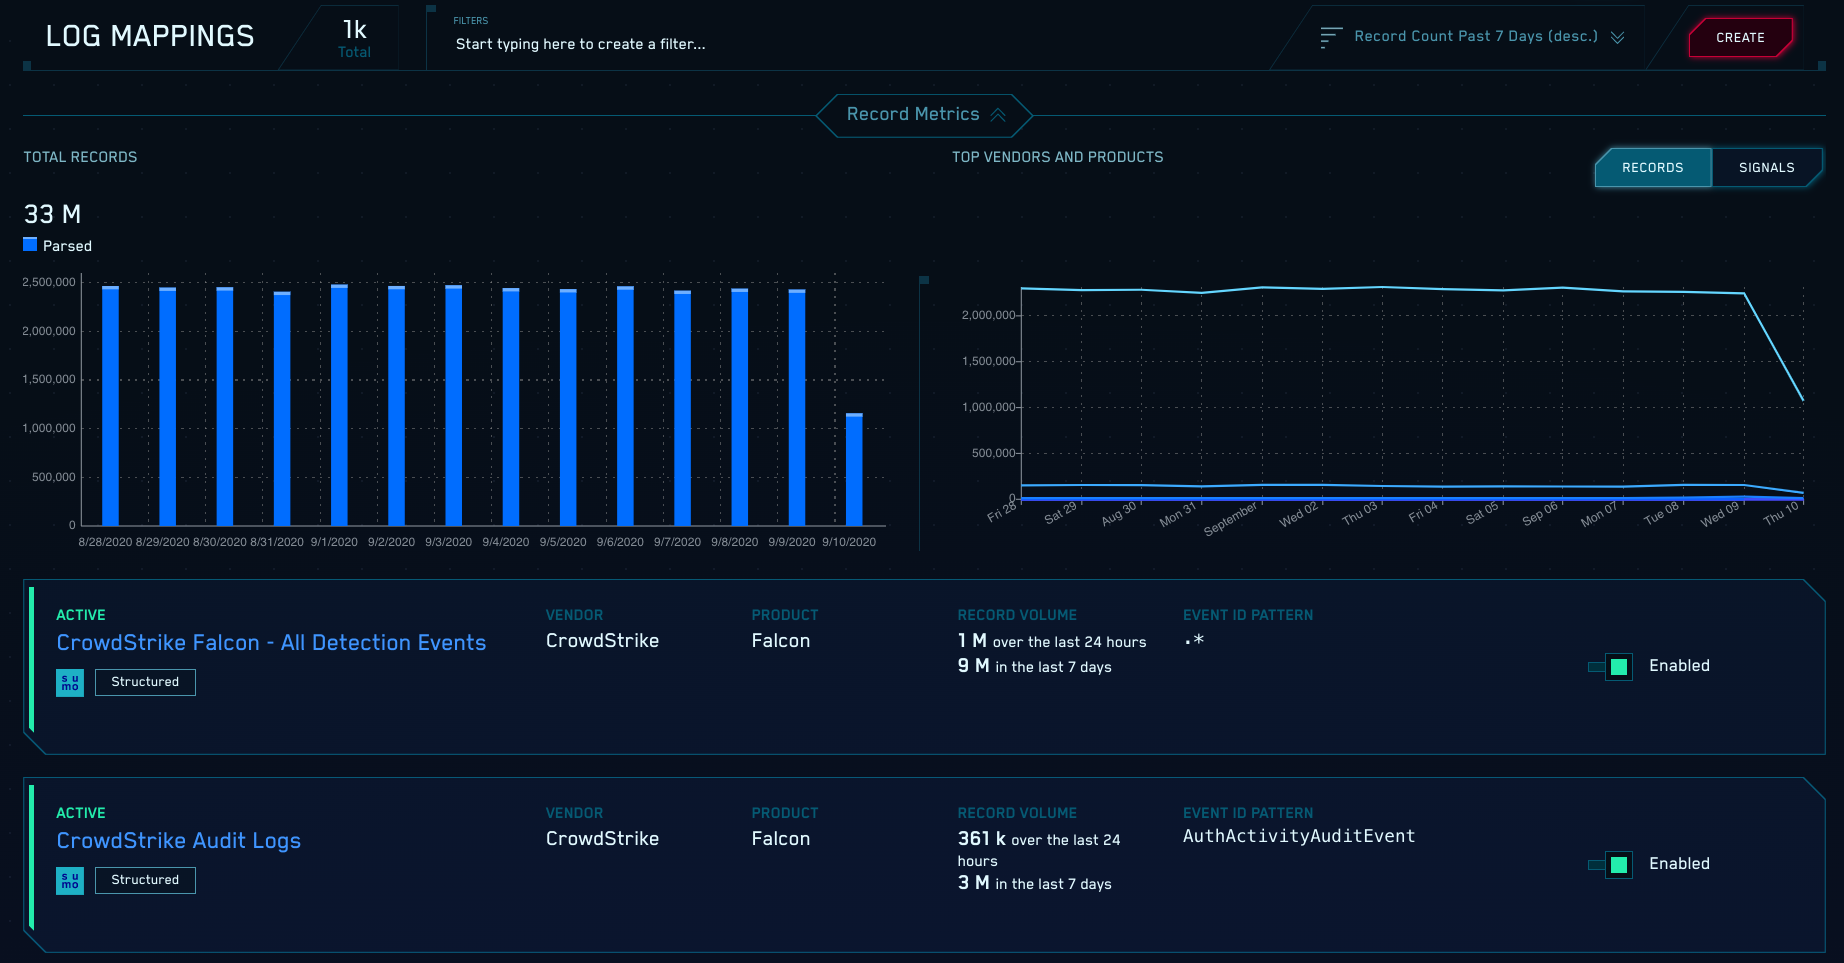 LOG MAPPINGS
1k
Total
FILTERS
Start typing here to create a filter...
Record Count Past 7 Days (desc.)
CREATE
Record Metrics
TOTAL RECORDS
33 M
Parsed
2,500,000
2,000,000
1,500,000
1,000,000
500,000
0
8/28/2020 8/29/2020 8/30/2020 8/31/2020 9/1/2020 9/2/2020 9/3/2020 9/4/2020 9/5/2020 9/6/2020 9/7/2020 9/8/2020 9/9/2020 9/10/2020
TOP VENDORS AND PRODUCTS
RECORDS SIGNALS
2,000,000
1,500,000
1,000,000
500,000
0
Fri 28 Sat 29 Aug 30 Mon 31 September Wed 02 Thu 03 Fri 04 Sat 05 Sep 06 Mon 07 Tue 08 Wed 09 Thu 10
ACTIVE
CrowdStrike Falcon - All Detection Events
su
mo
Structured
VENDOR
CrowdStrike
PRODUCT
Falcon
RECORD VOLUME
1 M over the last 24 hours
9 M in the last 7 days
EVENT ID PATTERN
.*
Enabled
ACTIVE
CrowdStrike Audit Logs
su
mo
Structured
VENDOR
CrowdStrike
PRODUCT
Falcon
RECORD VOLUME
361 k over the last 24
hours
3 M in the last 7 days
EVENT ID PATTERN
AuthActivityAuditEvent
Enabled